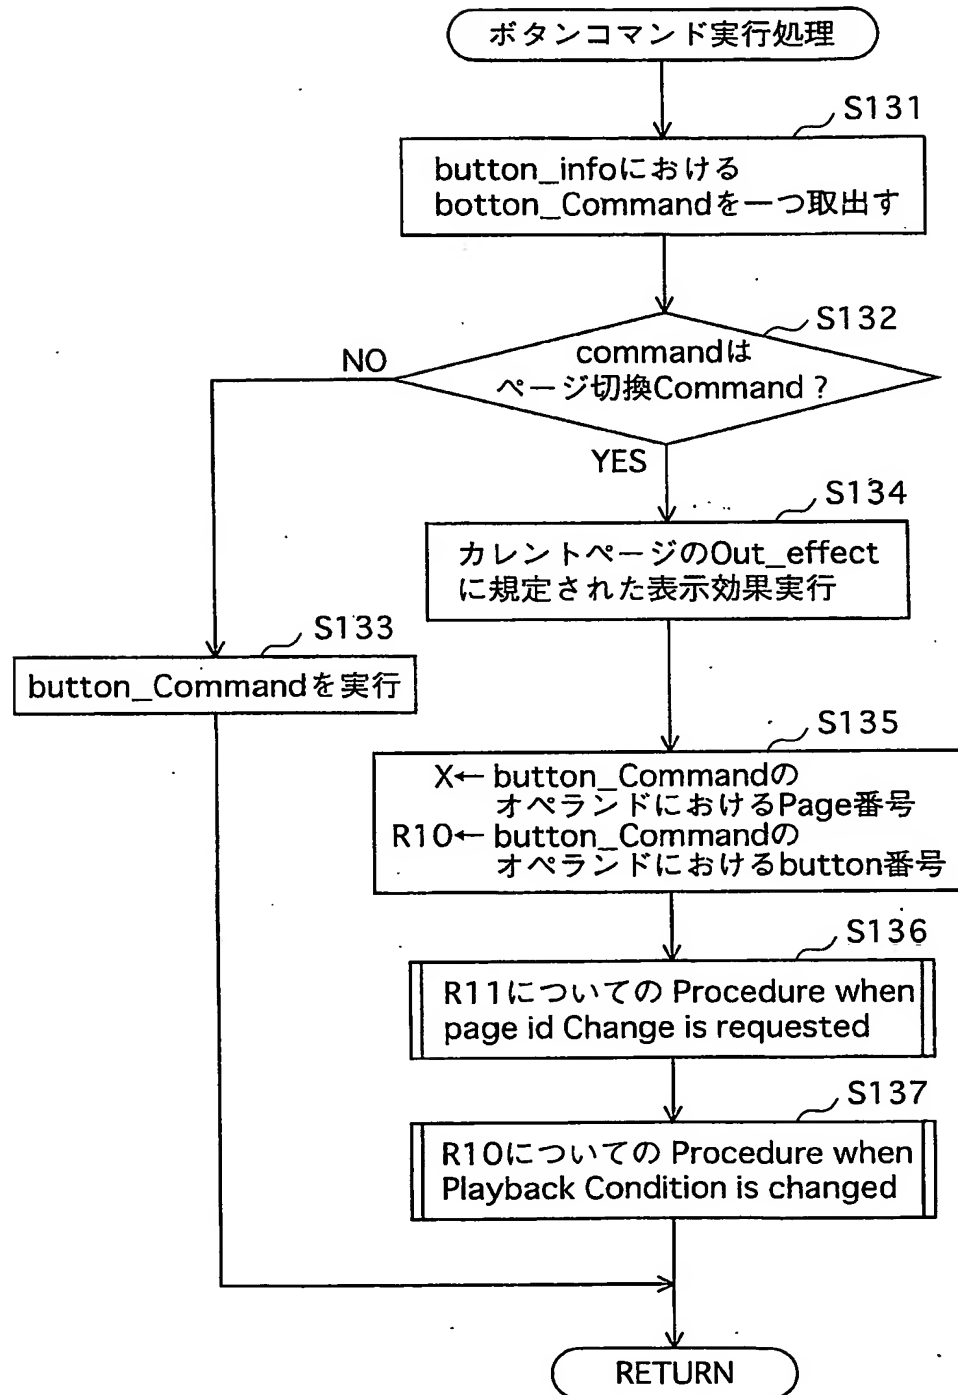 ボタンコマンド実行処理
S131
button_infoにおける
botton_Commandを一つ取出す
S132
commandは
ページ切換Command ?
NO
YES
S134
カレントページのOut_effect
に規定された表示効果実行
S133
button_Commandを実行
S135
X← button_Commandの
オペランドにおけるPage番号
R10← button_Commandの
オペランドにおけるbutton番号
S136
R11についての Procedure when
page id Change is requested
S137
R10についての Procedure when
Playback Condition is changed
RETURN